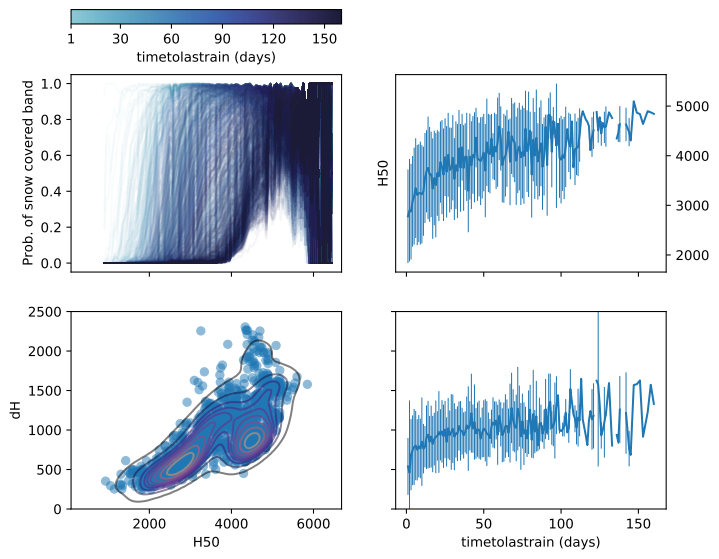 1 30 60 90 120 150
timetolastrain (days)
Prob. of snow covered band
1.0
0.8
0.6
0.4
0.2
0.0
H50
5000
4000
3000
2000
dH
2500
2000
1500
1000
500
0
2000 4000 6000
H50
0 50 100 150
timetolastrain (days)